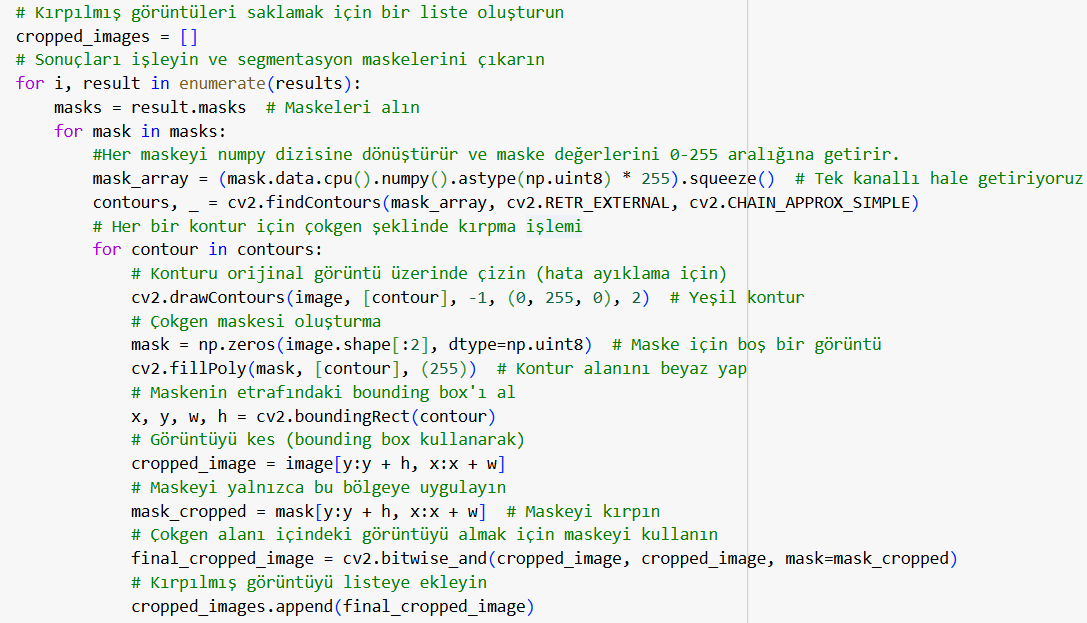 # Kırpılmış görüntüleri saklamak için bir liste oluşturun
cropped_images = []
# Sonuçları işleyin ve segmentasyon maskelerini çıkarın
for i, result in enumerate(results):
    masks = result.masks  # Maskeleri alın
    for mask in masks:
        #Her maskeyi numpy dizisine dönüştürür ve maske değerlerini 0-255 aralığına getirir.
        mask_array = (mask.data.cpu().numpy().astype(np.uint8) * 255).squeeze()  # Tek kanallı hale getiriyoruz
        contours, _ = cv2.findContours(mask_array, cv2.RETR_EXTERNAL, cv2.CHAIN_APPROX_SIMPLE)
        # Her bir kontur için çokgen şeklinde kırpma işlemi
        for contour in contours:
            # Konturu orijinal görüntü üzerinde çizin (hata ayıklama için)
            cv2.drawContours(image, [contour], -1, (0, 255, 0), 2)  # Yeşil kontur
            # Çokgen maskesi oluşturma
            mask = np.zeros(image.shape[:2], dtype=np.uint8)  # Maske için boş bir görüntü
            cv2.fillPoly(mask, [contour], (255))  # Kontur alanını beyaz yap
            # Maskenin etrafındaki bounding box'ı al
            x, y, w, h = cv2.boundingRect(contour)
            # Görüntüyü kes (bounding box kullanarak)
            cropped_image = image[y:y + h, x:x + w]
            # Maskeyi yalnızca bu bölgeye uygulayın
            mask_cropped = mask[y:y + h, x:x + w]  # Maskeyi kırpın
            # Çokgen alanı içindeki görüntüyü almak için maskeyi kullanın
            final_cropped_image = cv2.bitwise_and(cropped_image, cropped_image, mask=mask_cropped)
            # Kırpılmış görüntüyü listeye ekleyin
            cropped_images.append(final_cropped_image)